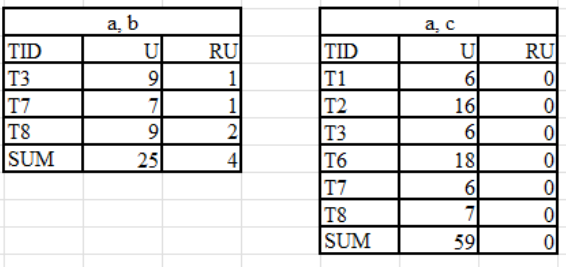 a, b
TID U RU
T3 9 1
T7 7 1
T8 9 2
SUM 25 4
a, c
TID U RU
T1 6 0
T2 16 0
T3 6 0
T6 18 0
T7 6 0
T8 7 0
SUM 59 0